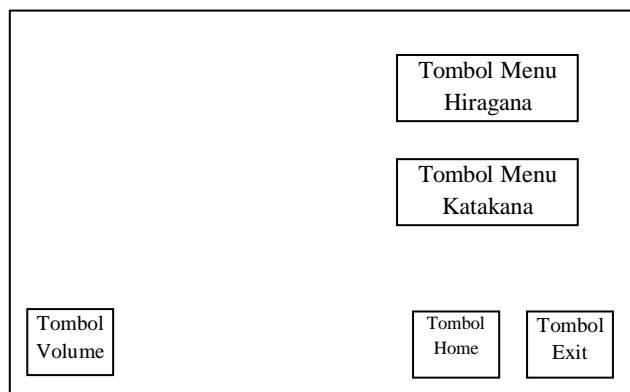 Tombol Menu
Hiragana
Tombol Menu
Katakana
Tombol
Volume
Tombol
Home
Tombol
Exit